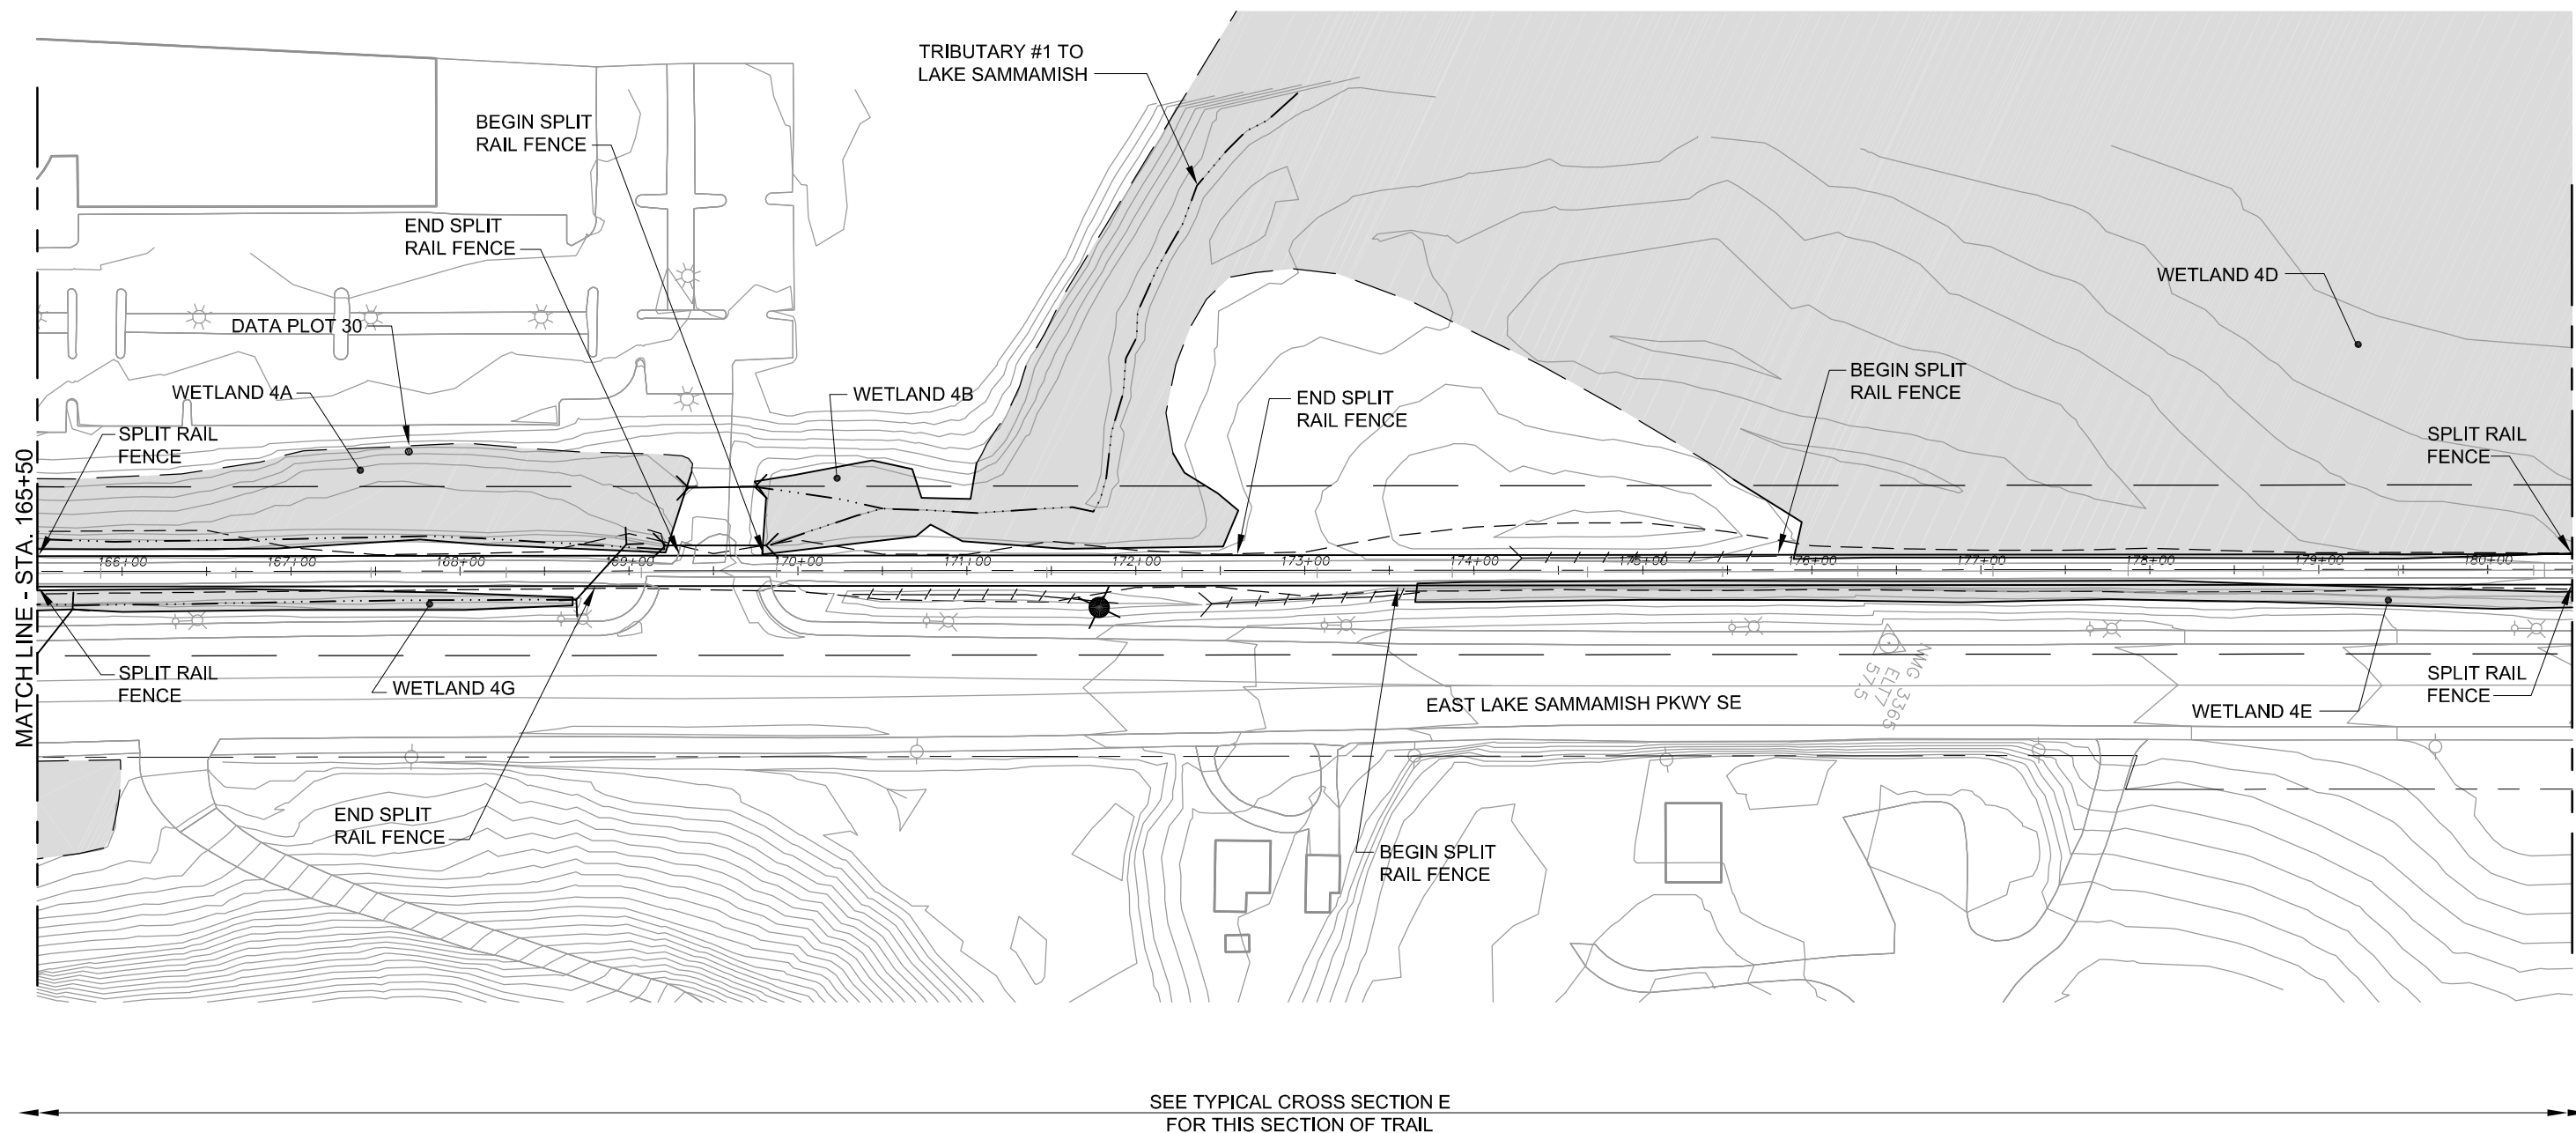 TRIBUTARY #1 TO
LAKE SAMMAMISH
BEGIN SPLIT
RAIL FENCE
END SPLIT
RAIL FENCE
WETLAND 4D
DATA PLOT 30
WETLAND 4A
WETLAND 4B
BEGIN SPLIT
RAIL FENCE
END SPLIT
RAIL FENCE
SPLIT RAIL
FENCE
SPLIT RAIL
FENCE
MATCH LINE - STA. 165+50
166+00
167+00
168+00
169+00
170+00
171+00
172+00
173+00
174+00
175+00
176+00
177+00
178+00
179+00
180+00
SPLIT RAIL
FENCE
WETLAND 4G
EAST LAKE SAMMAMISH PKWY SE
WMG 3365
ELT7
57.5
WETLAND 4E
SPLIT RAIL
FENCE
END SPLIT
RAIL FENCE
BEGIN SPLIT
RAIL FENCE
SEE TYPICAL CROSS SECTION E
FOR THIS SECTION OF TRAIL